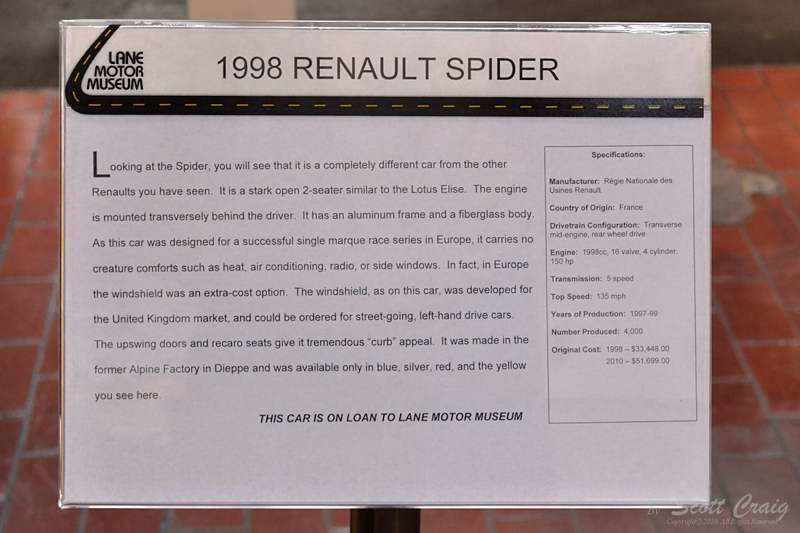 LANE
MOTOR
MUSEUM
1998 RENAULT SPIDER
Looking at the Spider, you will see that it is a completely different car from the other
Renaults you have seen. It is a stark open 2-seater similar to the Lotus Elise. The engine
is mounted transversely behind the driver. It has an aluminum frame and a fiberglass body.
As this car was designed for a successful single marque race series in Europe, it carries no
creature comforts such as heat, air conditioning, radio, or side windows. In fact, in Europe
the windshield was an extra-cost option. The windshield, as on this car, was developed for
the United Kingdom market, and could be ordered for street-going, left-hand drive cars.
The upswing doors and recaro seats give it tremendous “curb” appeal. It was made in the
former Alpine Factory in Dieppe and was available only in blue, silver, red, and the yellow
you see here.
THIS CAR IS ON LOAN TO LANE MOTOR MUSEUM
Specifications:
Manufacturer: Régie Nationale des
Usines Renault
Country of Origin: France
Drivetrain Configuration: Transverse
mid-engine, rear wheel drive
Engine: 1998cc, 16 valve, 4 cylinder,
150 hp
Transmission: 5 speed
Top Speed: 135 mph
Years of Production: 1997-99
Number Produced: 4,000
Original Cost: 1998 – $33,448.00
2010 – $51,699.00
By Scott Craig
Copyright© 2016 All Rights Reserved